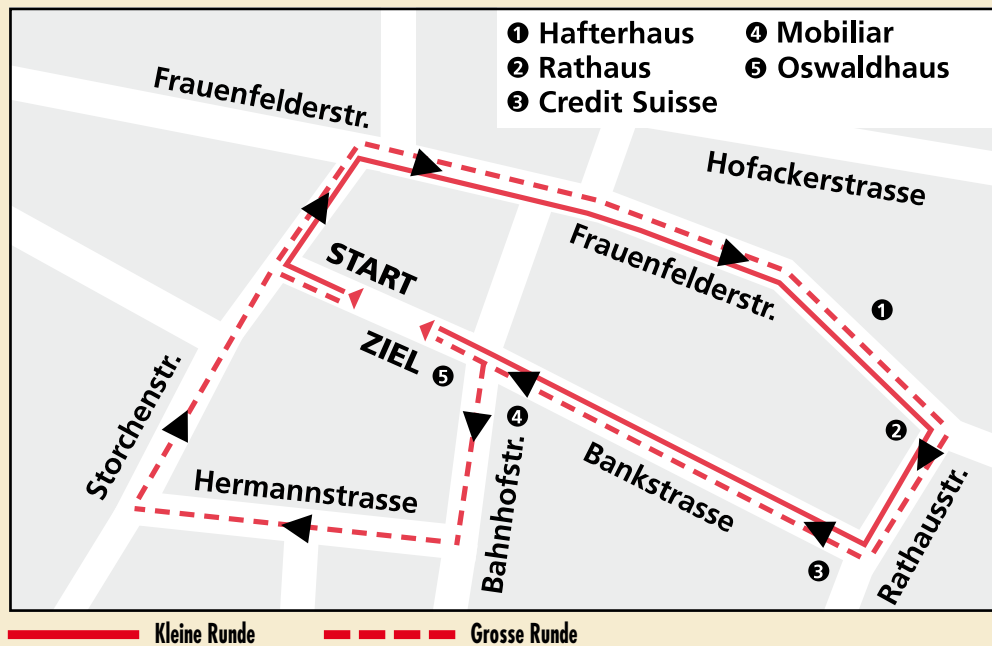 ❶ Hafterhaus
❷ Rathaus
❸ Credit Suisse
❹ Mobiliar
❺ Oswaldhaus
Frauenfelderstr.
Hofackerstrasse
Frauenfelderstr.
START
ZIEL
❺
❶
❷
❹
❸
Storchenstr.
Hermannstrasse
Bahnhofstr.
Bankstrasse
Rathausstr.
Kleine Runde
Grosse Runde